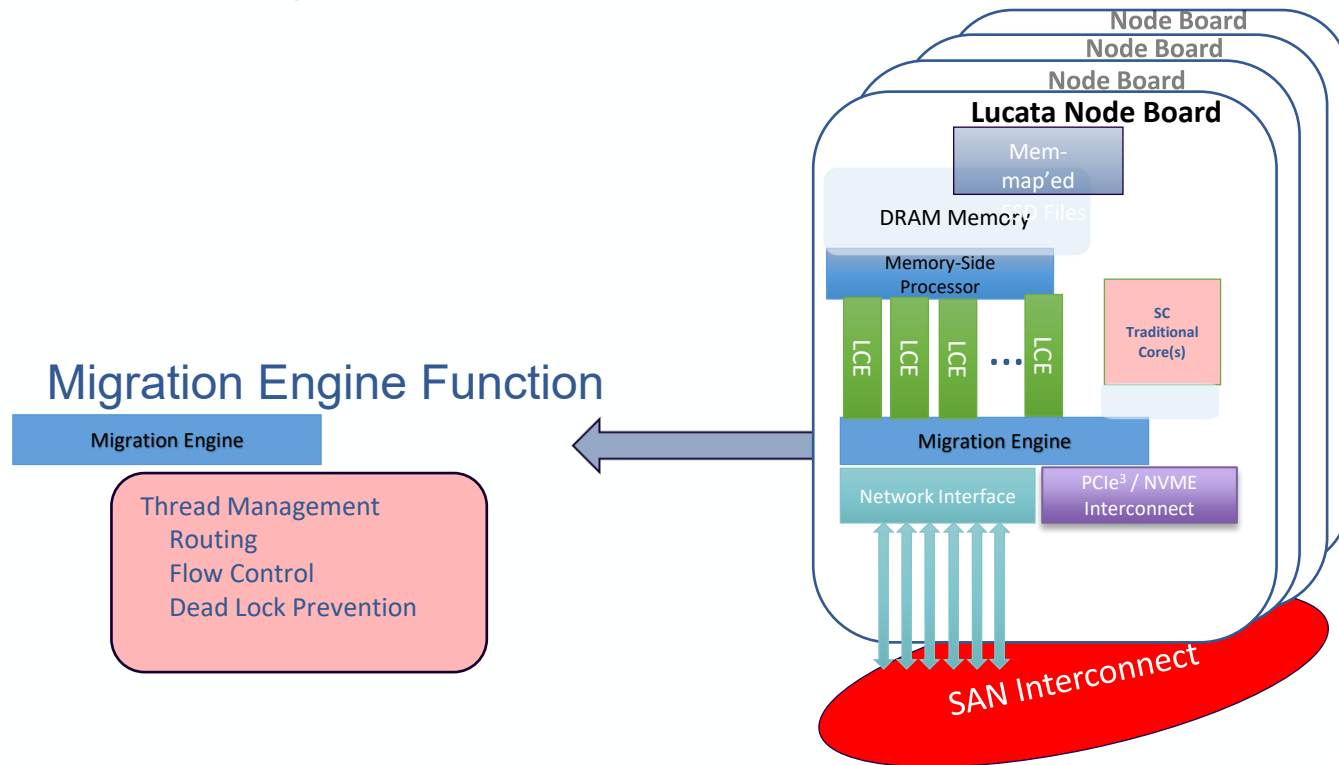 Node Board
Node Board
Node Board
Lucata Node Board
Mem-
map'ed
SSD Files
DRAM Memory
Memory-Side
Processor
LCE
LCE
LCE
...
LCE
SC
Traditional
Core(s)
Migration Engine
Network Interface
PCIe³ / NVME
Interconnect
SAN Interconnect
Migration Engine Function
Migration Engine
Thread Management
Routing
Flow Control
Dead Lock Prevention